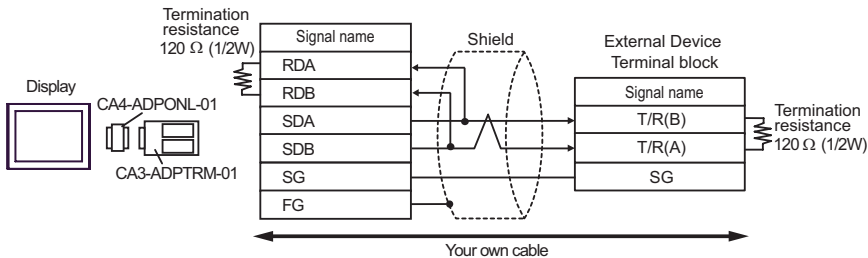 Display
CA4-ADPONL-01
CA3-ADPTRM-01
Termination
resistance
120 Ω (1/2W)
Signal name
RDA
RDB
SDA
SDB
SG
FG
Shield
External Device
Terminal block
Signal name
T/R(B)
T/R(A)
SG
Termination
resistance
120 Ω (1/2W)
Your own cable